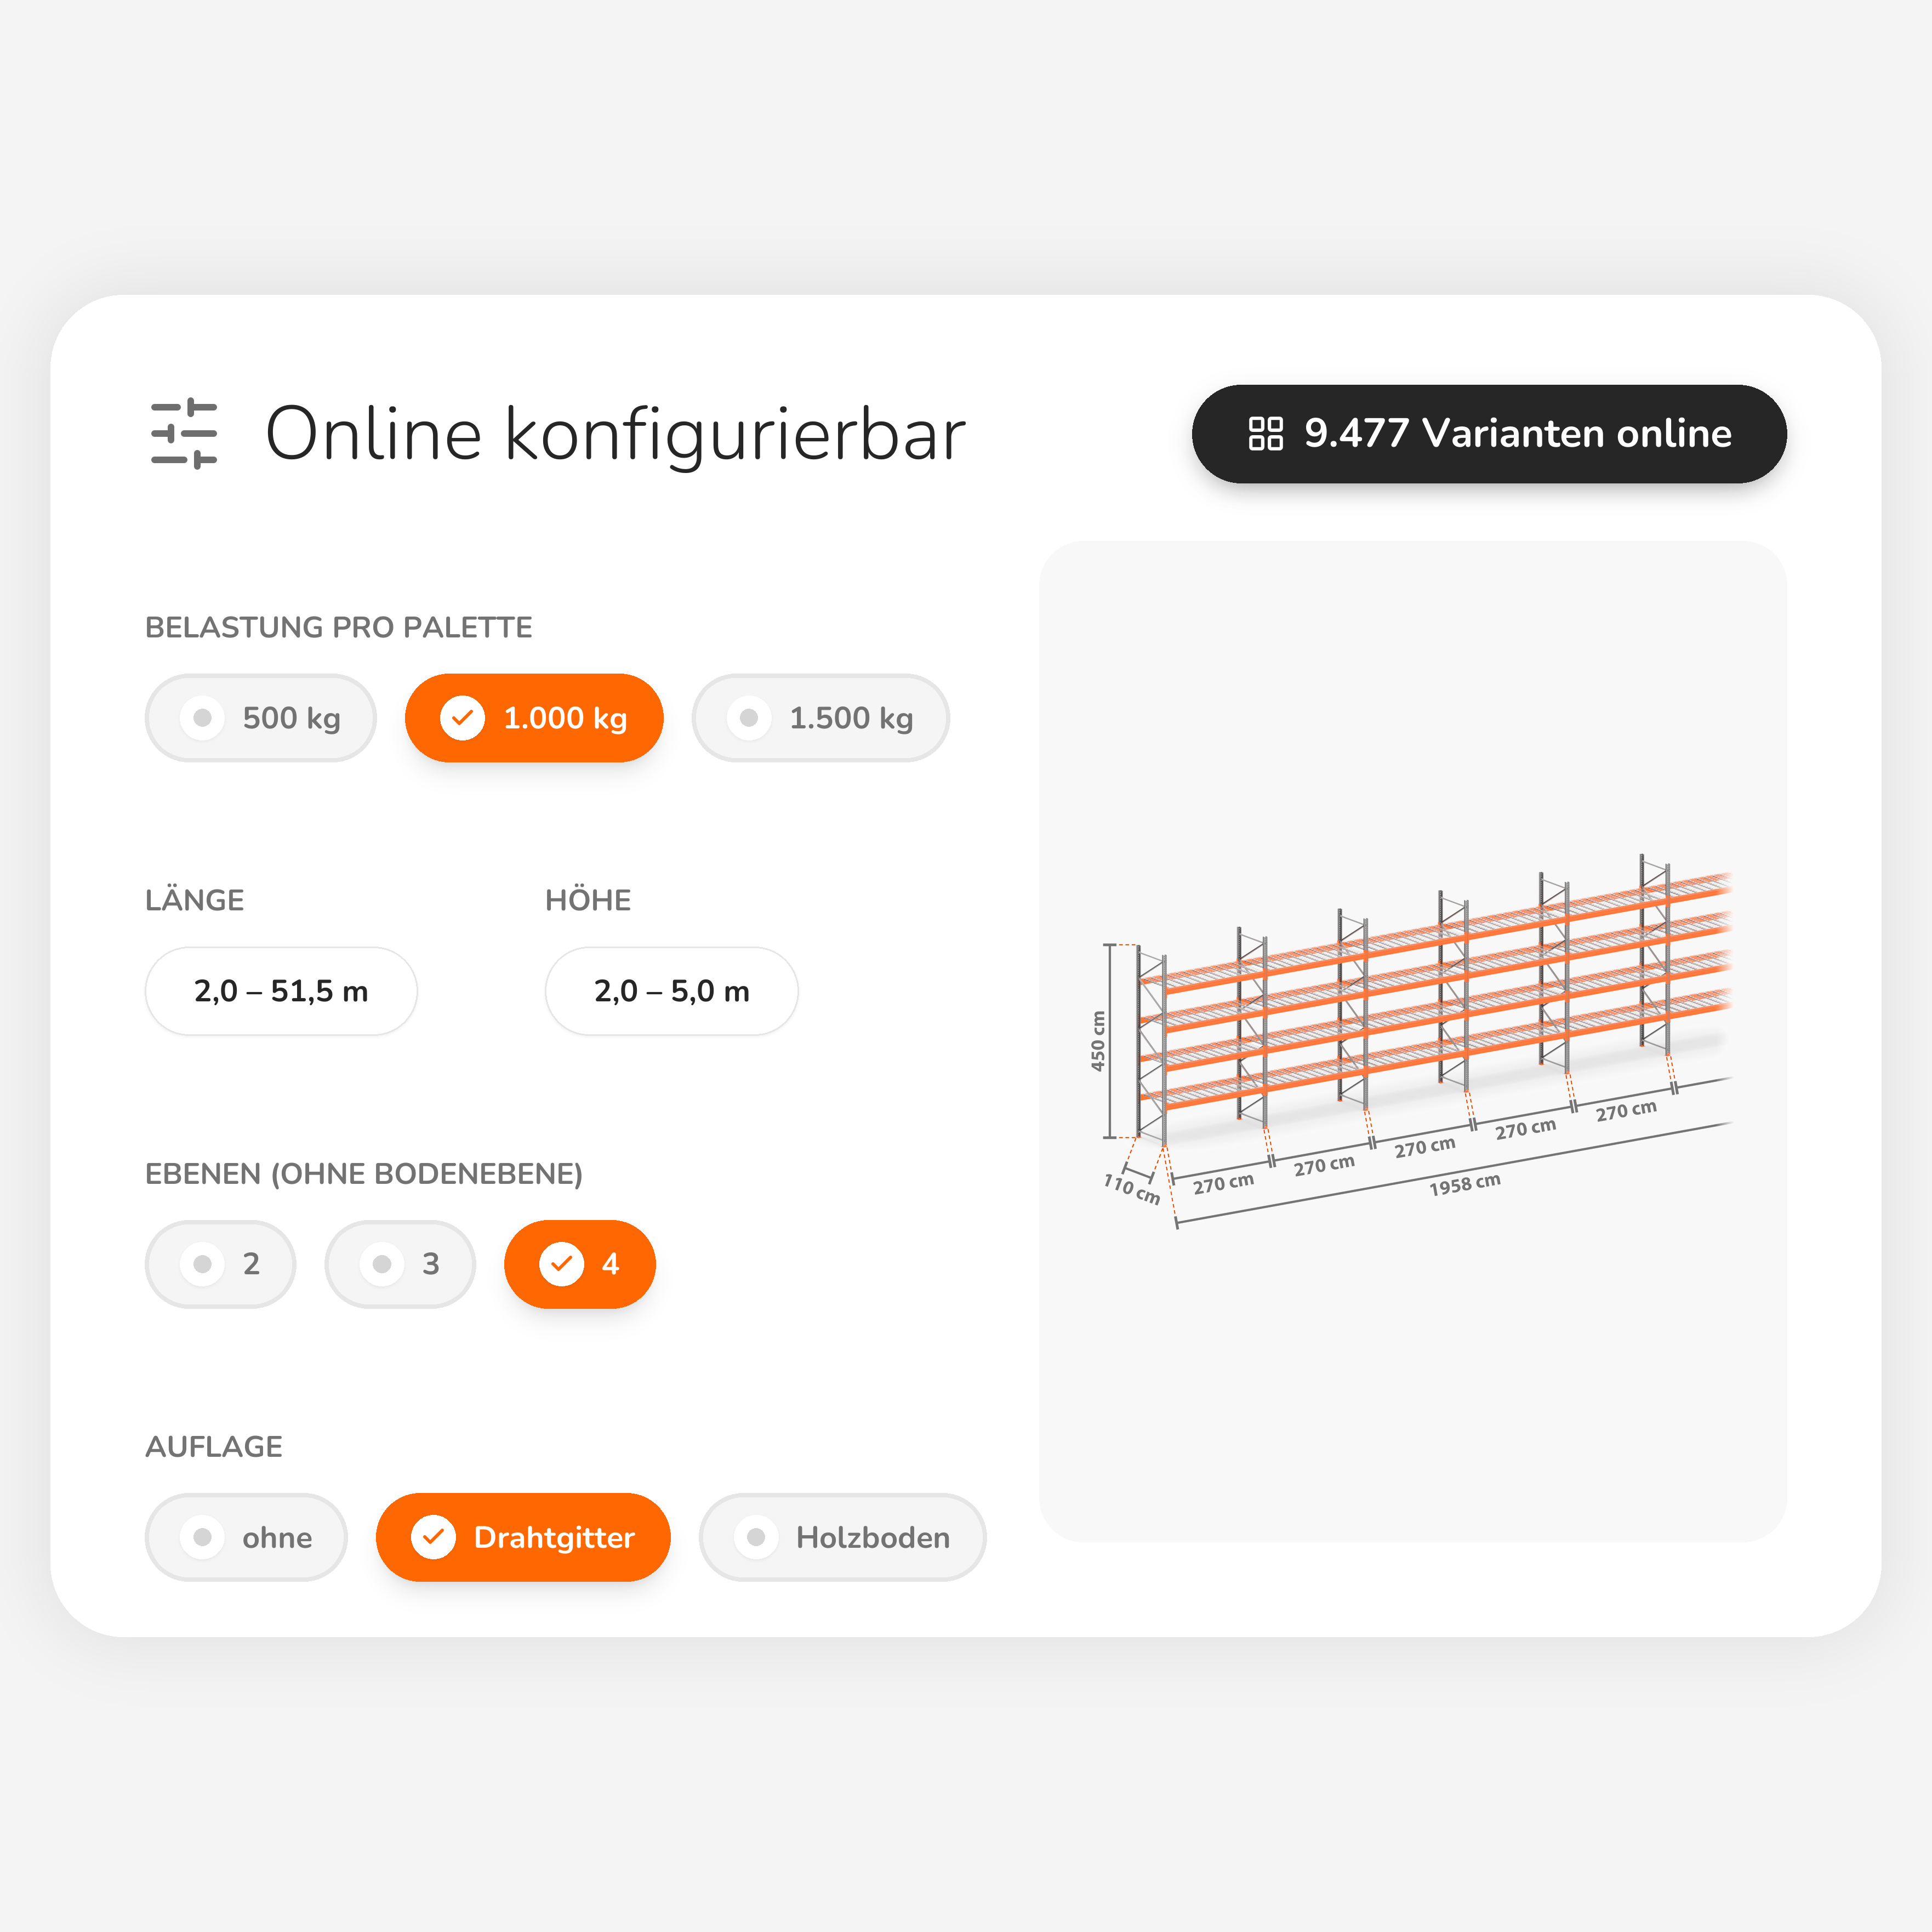 Online konfigurierbar
9.477 Varianten online
BELASTUNG PRO PALETTE
500 kg
1.000 kg
1.500 kg
LÄNGE
HÖHE
2,0 – 51,5 m
2,0 – 5,0 m
EBENEN (OHNE BODENEBENE)
2
3
4
AUFLAGE
ohne
Drahtgitter
Holzboden
450 cm
110 cm
270 cm
270 cm
270 cm
270 cm
270 cm
1958 cm